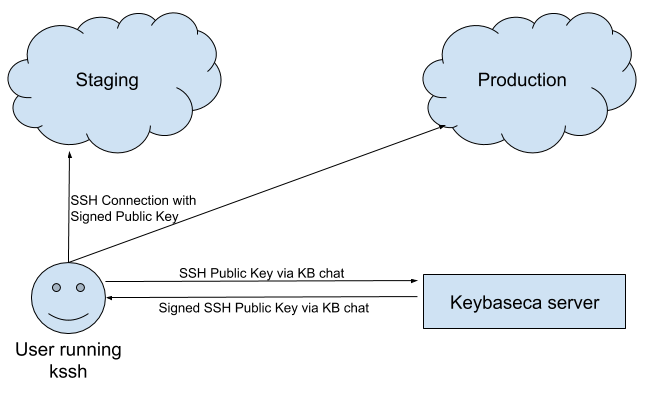 Staging
Production
SSH Connection with
Signed Public Key
SSH Public Key via KB chat
Signed SSH Public Key via KB chat
Keybaseca server
User running
kssh